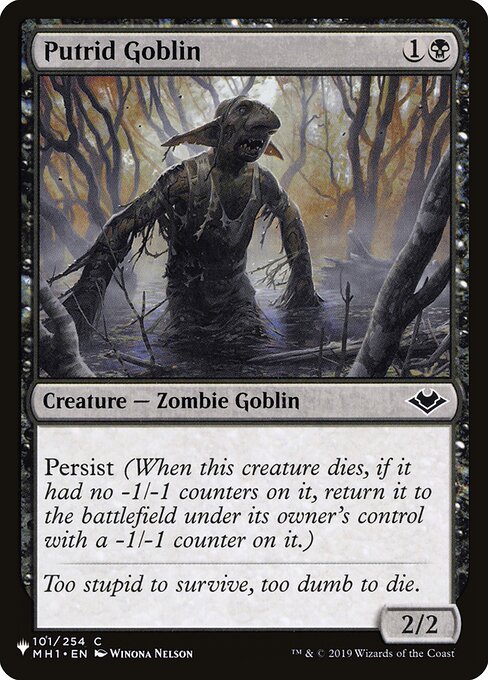 Putrid Goblin 1
Creature — Zombie Goblin
Persist (When this creature dies, if it
had no -1/-1 counters on it, return it to
the battlefield under its owner's control
with a -1/-1 counter on it.)
Too stupid to survive, too dumb to die.
2/2
101/254 C
MH1 • EN Winona Nelson
™ & © 2019 Wizards of the Coast